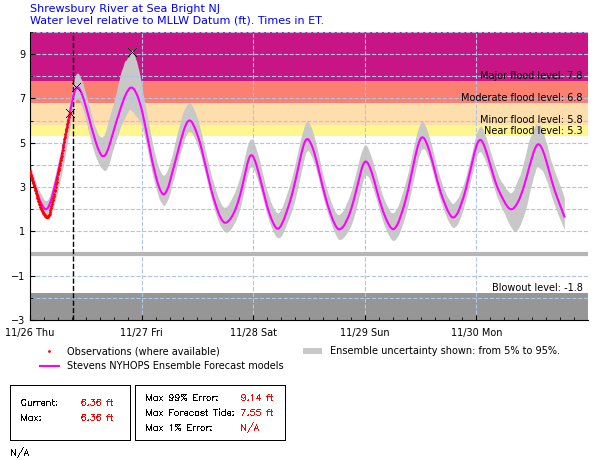 Shrewsbury River at Sea Bright NJ
Water level relative to MLLW Datum (ft). Times in ET.
9
Major flood level: 7.8
7
Moderate flood level: 6.8
Minor flood level: 5.8
Near flood level: 5.3
5
3
1
−1
Blowout level: -1.8
−3
11/26 Thu 11/27 Fri 11/28 Sat 11/29 Sun 11/30 Mon
Observations (where available) Ensemble uncertainty shown: from 5% to 95%.
Stevens NYHOPS Ensemble Forecast models
Current: 6.36 ft
Max: 6.36 ft
Max 99% Error: 9.14 ft
Max Forecast Tide: 7.55 ft
Max 1% Error: N/A
N/A